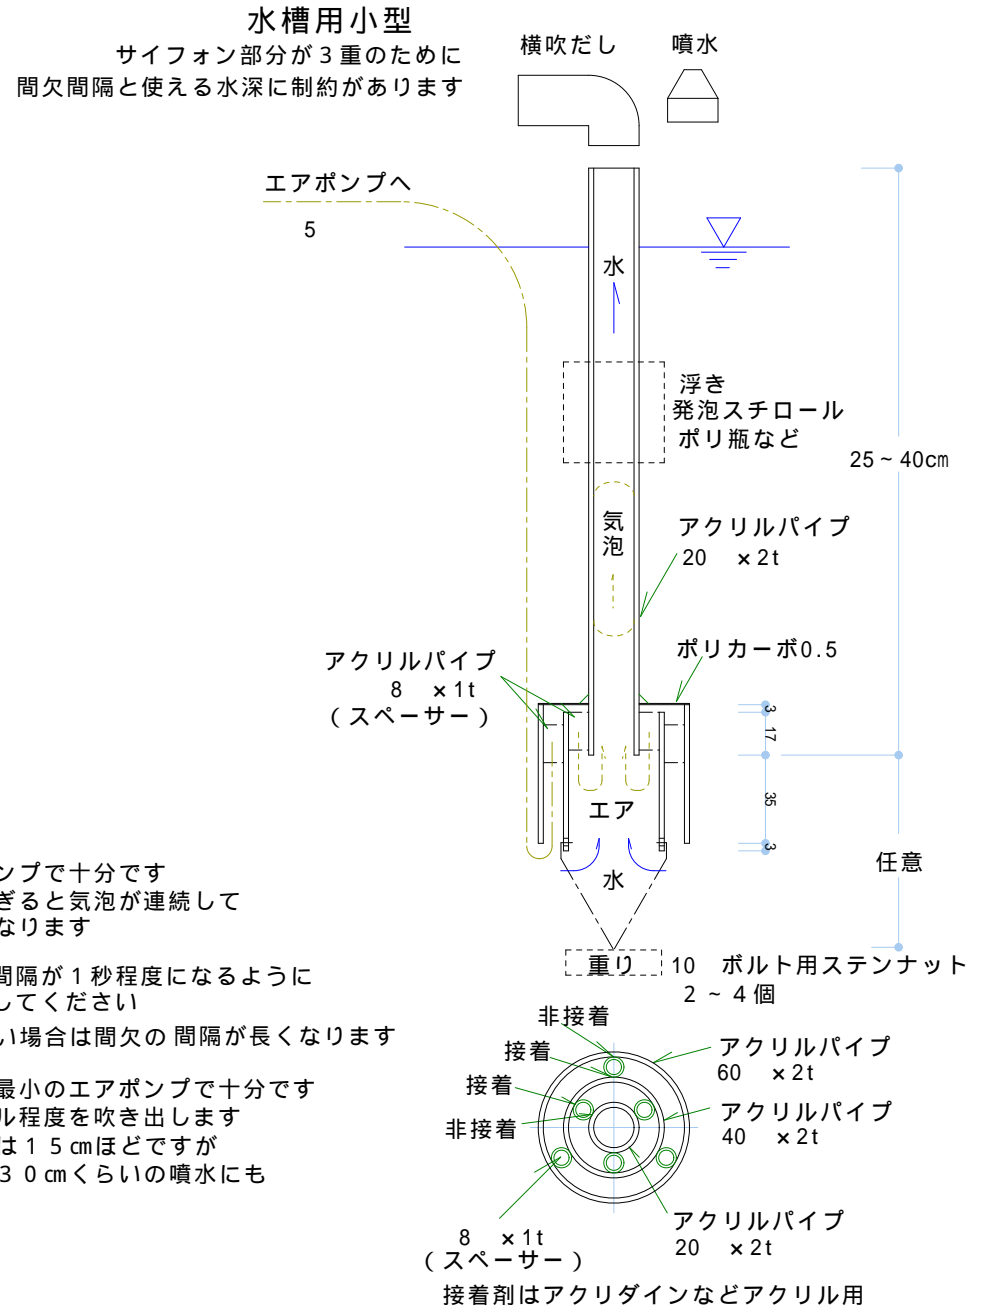 水槽用小型
サイフォン部分が３重のために
間欠間隔と使える水深に制約があります
横吹だし
噴水
エアポンプへ
5
水
浮き
発泡スチロール
ポリ瓶など
25～40㎝
気泡
アクリルパイプ
20 ×2t
ポリカーボ0.5
アクリルパイプ
8 ×1t
（スペーサー）
3
17
35
3
エア
水
任意
重り
10 ボルト用ステンナット
2～4個
ンプで十分です
ぎると気泡が連続して
なります
間隔が１秒程度になるように
してください
い場合は間欠の間隔が長くなります
最小のエアポンプで十分です
ル程度を吹き出します
は１５㎝ほどですが
３０㎝くらいの噴水にも
非接着
接着
接着
非接着
アクリルパイプ
60 ×2t
アクリルパイプ
40 ×2t
アクリルパイプ
20 ×2t
8 ×1t
（スペーサー）
接着剤はアクリダインなどアクリル用